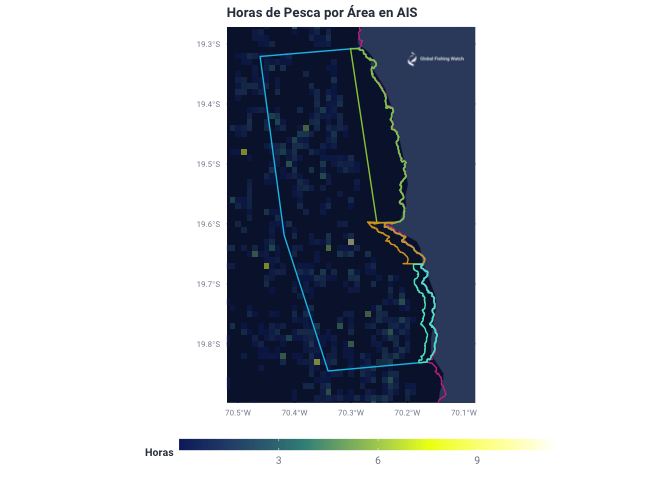 Horas de Pesca por Área en AIS
19.3°S
Global Fishing Watch
19.4°S
19.5°S
19.6°S
19.7°S
19.8°S
70.5°W 70.4°W 70.3°W 70.2°W 70.1°W
Horas
3 6 9